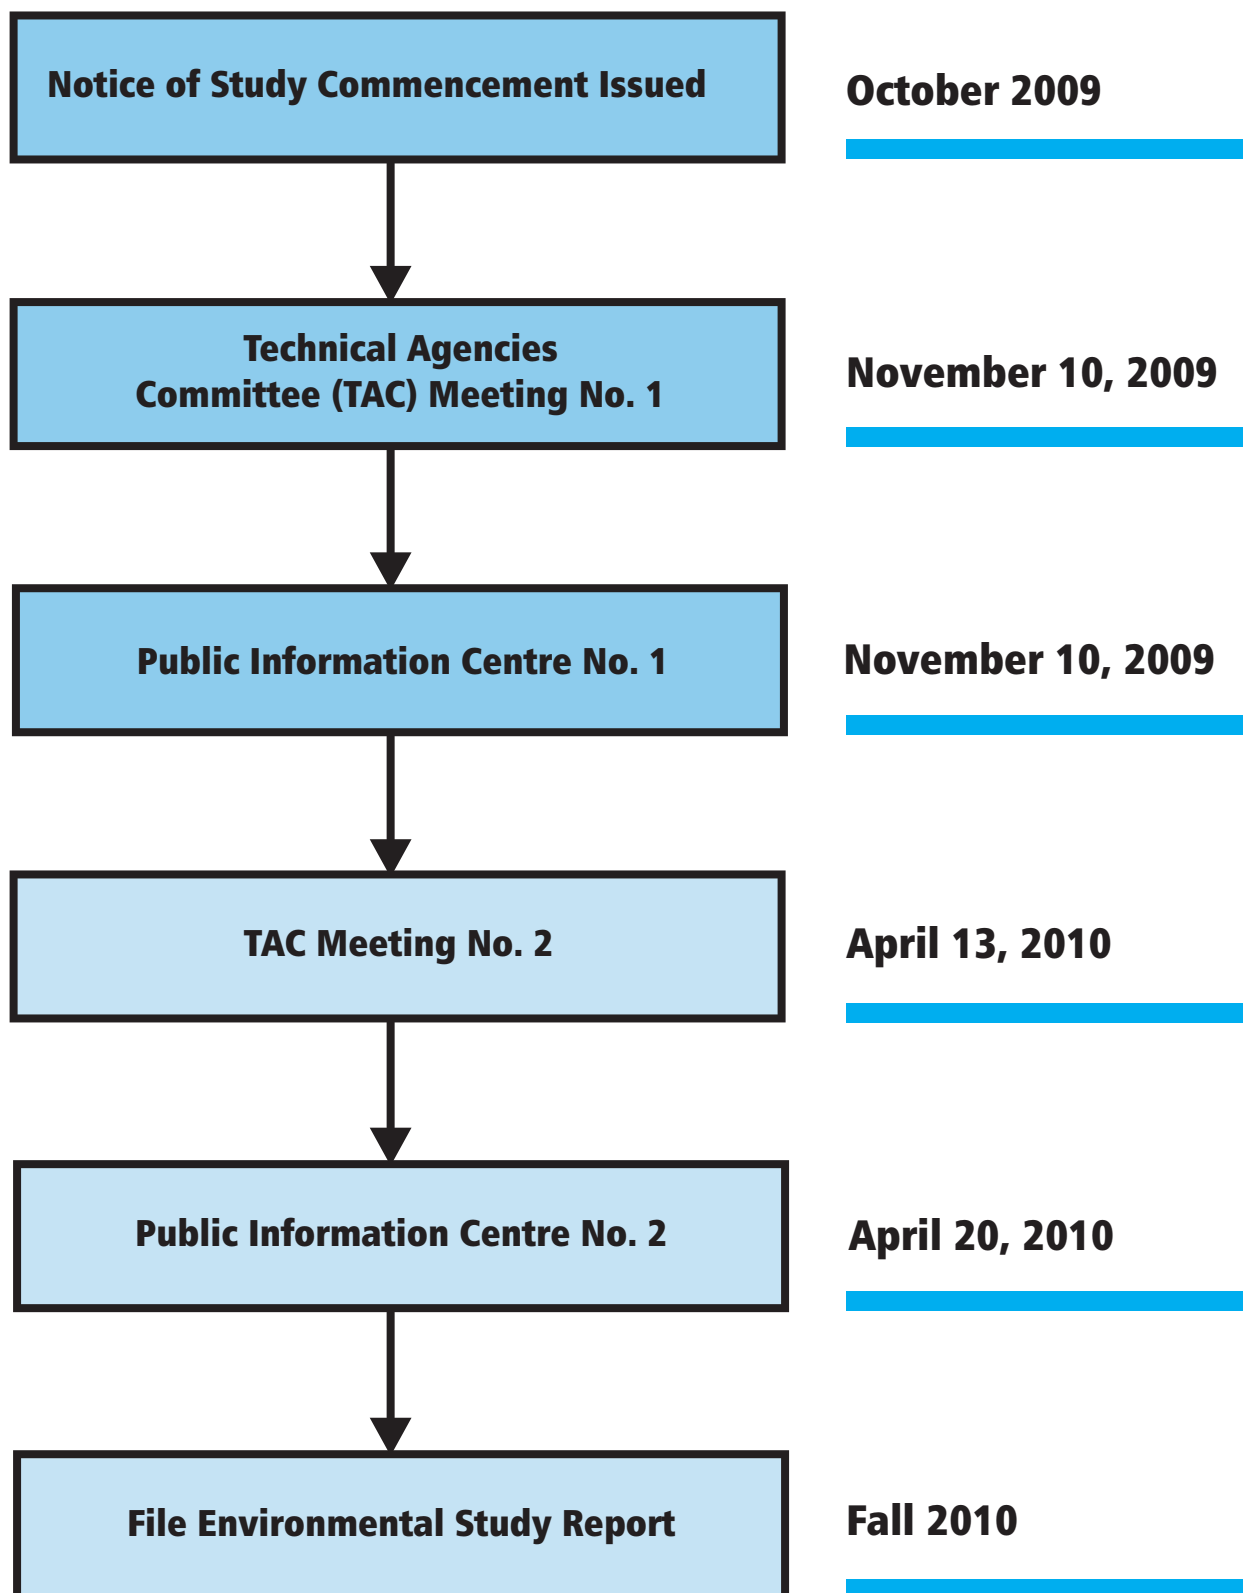 Notice of Study Commencement Issued
October 2009
Technical Agencies
Committee (TAC) Meeting No. 1
November 10, 2009
Public Information Centre No. 1
November 10, 2009
TAC Meeting No. 2
April 13, 2010
Public Information Centre No. 2
April 20, 2010
File Environmental Study Report
Fall 2010